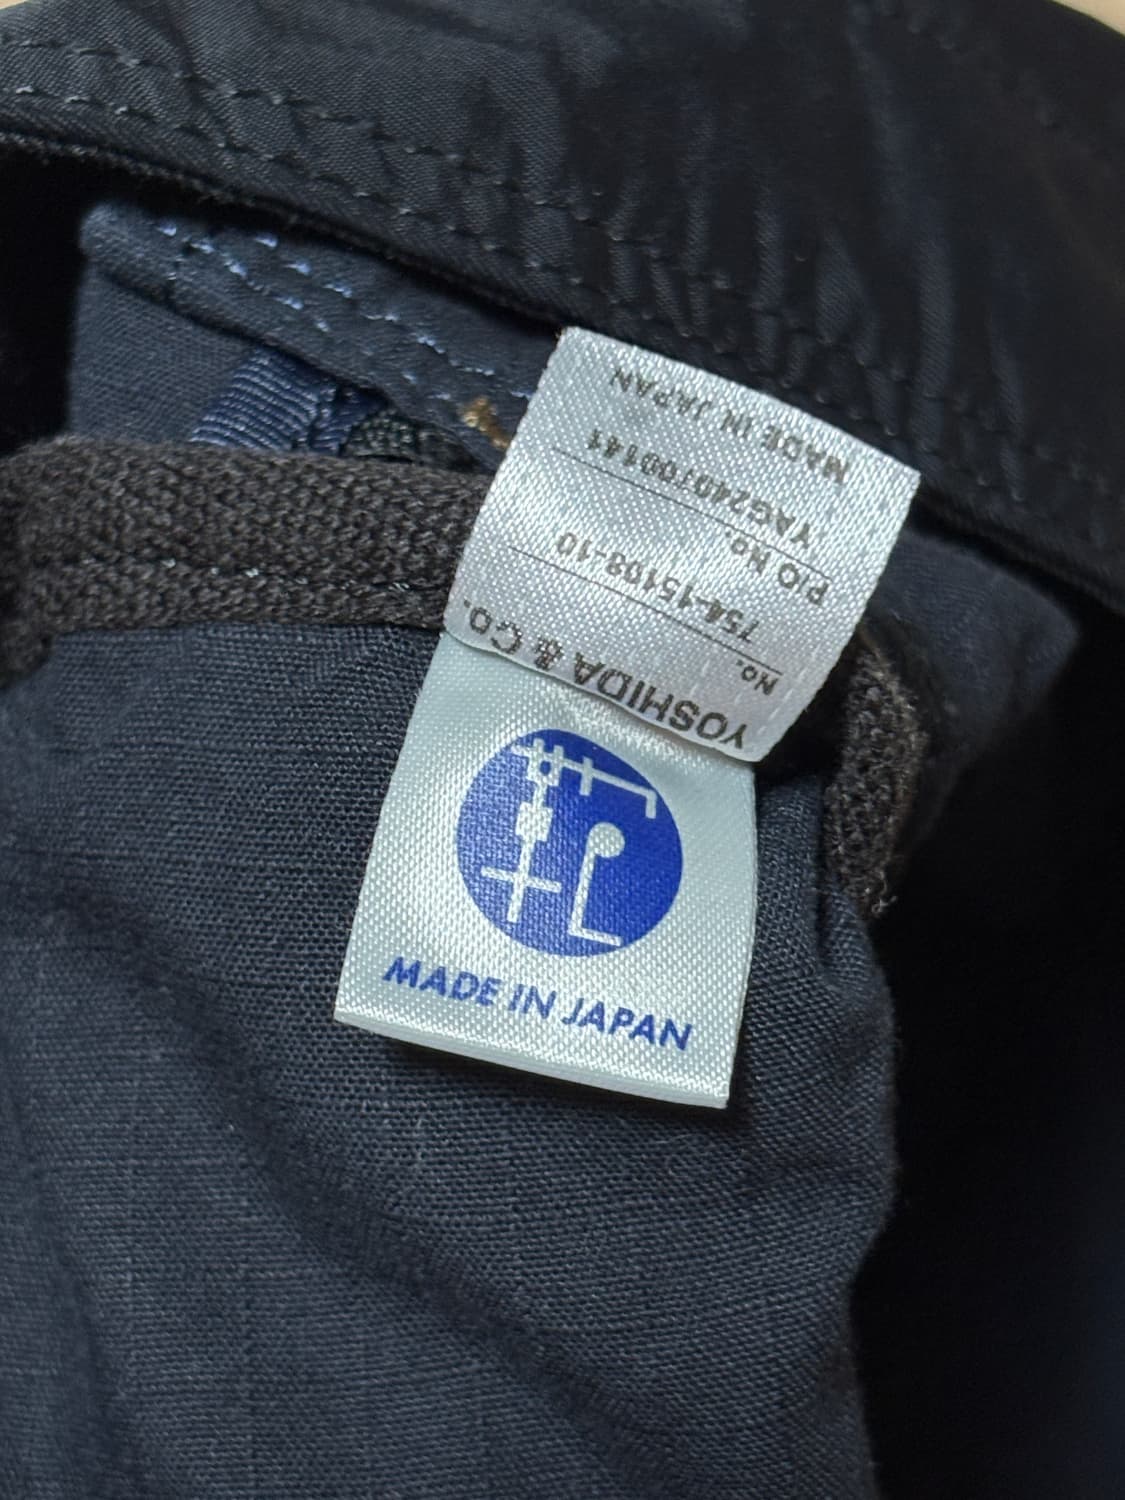 YOSHIDA & Co.
No.
754-15108-10
P/O No.
YAG240700141
MADE IN JAPAN
MADE IN JAPAN